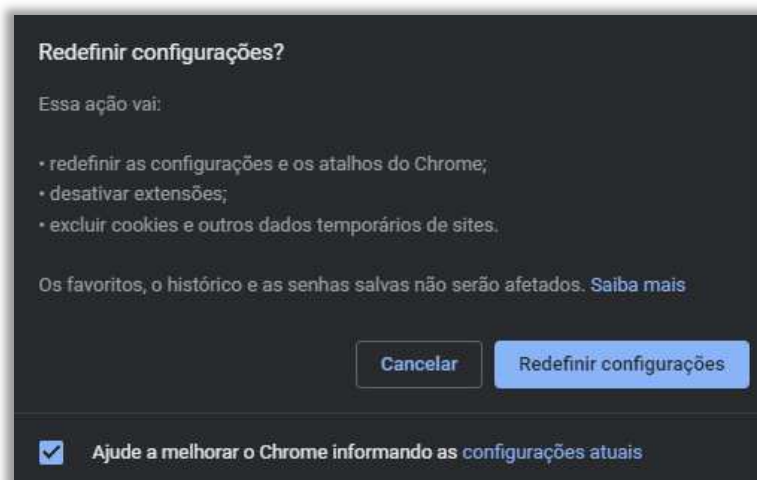 Redefinir configurações?
Essa ação vai:
• redefinir as configurações e os atalhos do Chrome;
• desativar extensões;
• excluir cookies e outros dados temporários de sites.
Os favoritos, o histórico e as senhas salvas não serão afetados. Saiba mais
Cancelar
Redefinir configurações
Ajude a melhorar o Chrome informando as configurações atuais